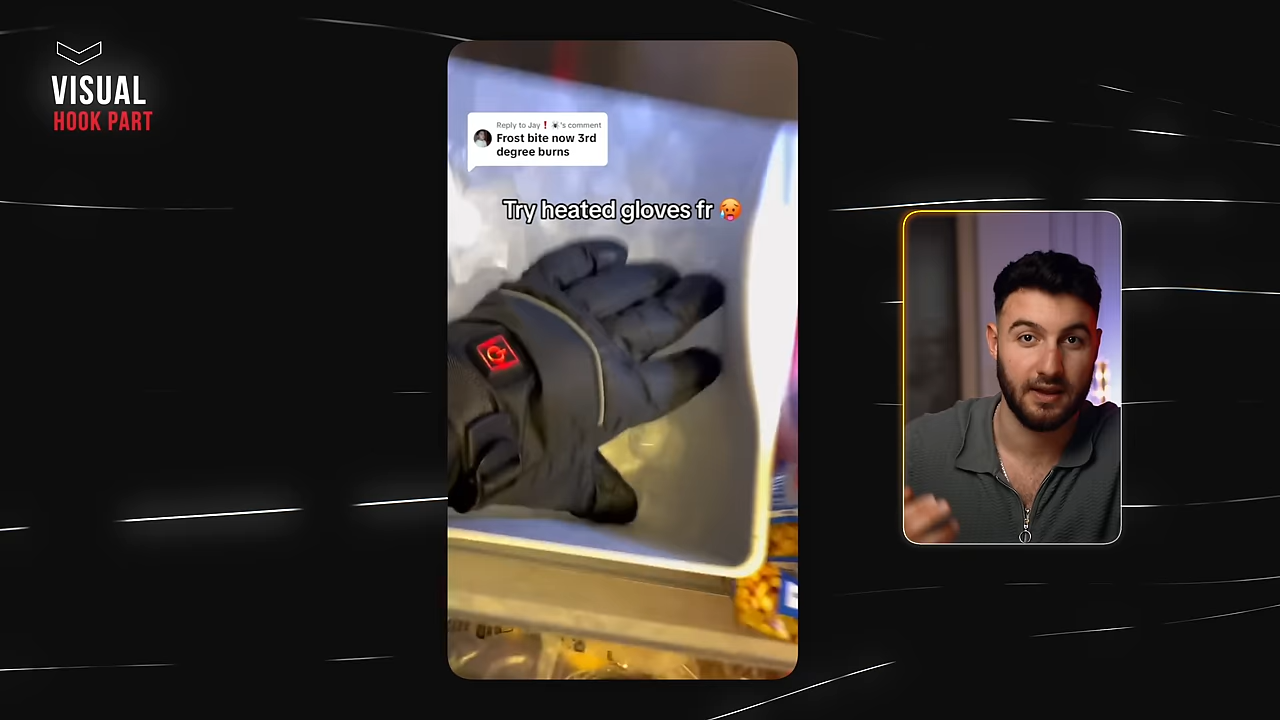 VISUAL
HOOK PART
Reply to Jay❗🕷's comment
Frost bite now 3rd
degree burns
Try heated gloves fr 🥵